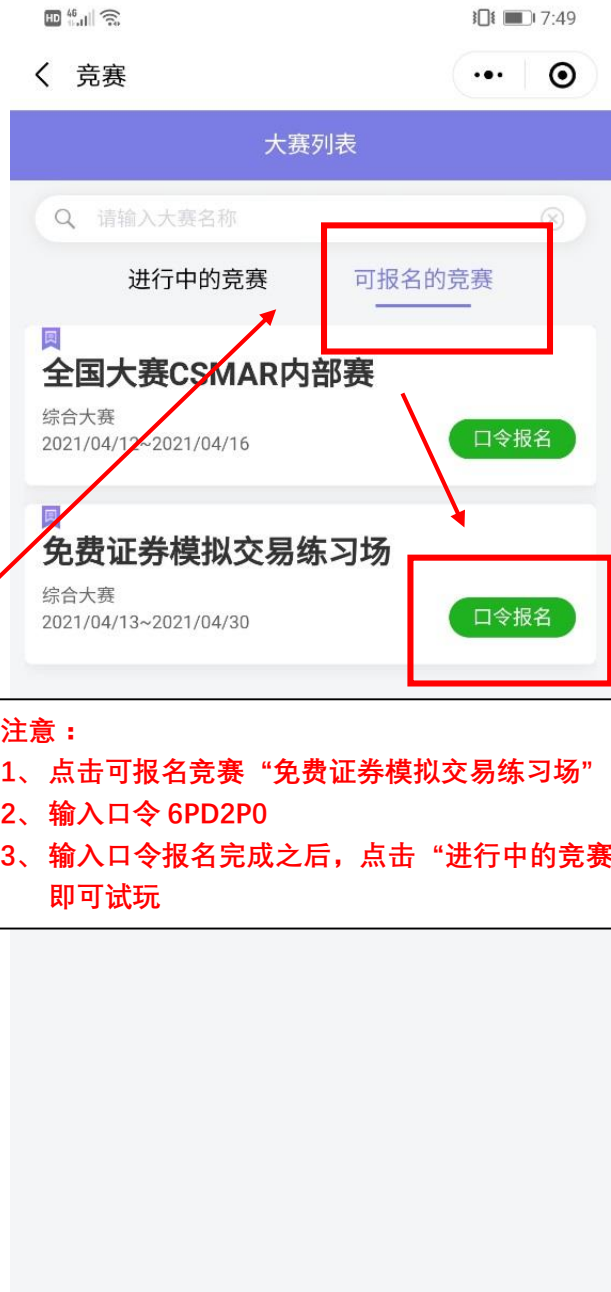 HD 46 7:49
竞赛
大赛列表
请输入大赛名称
进行中的竞赛 可报名的竞赛
全国大赛CSMAR内部赛
综合大赛
2021/04/12~2021/04/16
口令报名
免费证券模拟交易练习场
综合大赛
2021/04/13~2021/04/30
口令报名
注意：
1、 点击可报名竞赛“免费证券模拟交易练习场”
2、 输入口令 6PD2P0
3、 输入口令报名完成之后，点击“进行中的竞赛
即可试玩